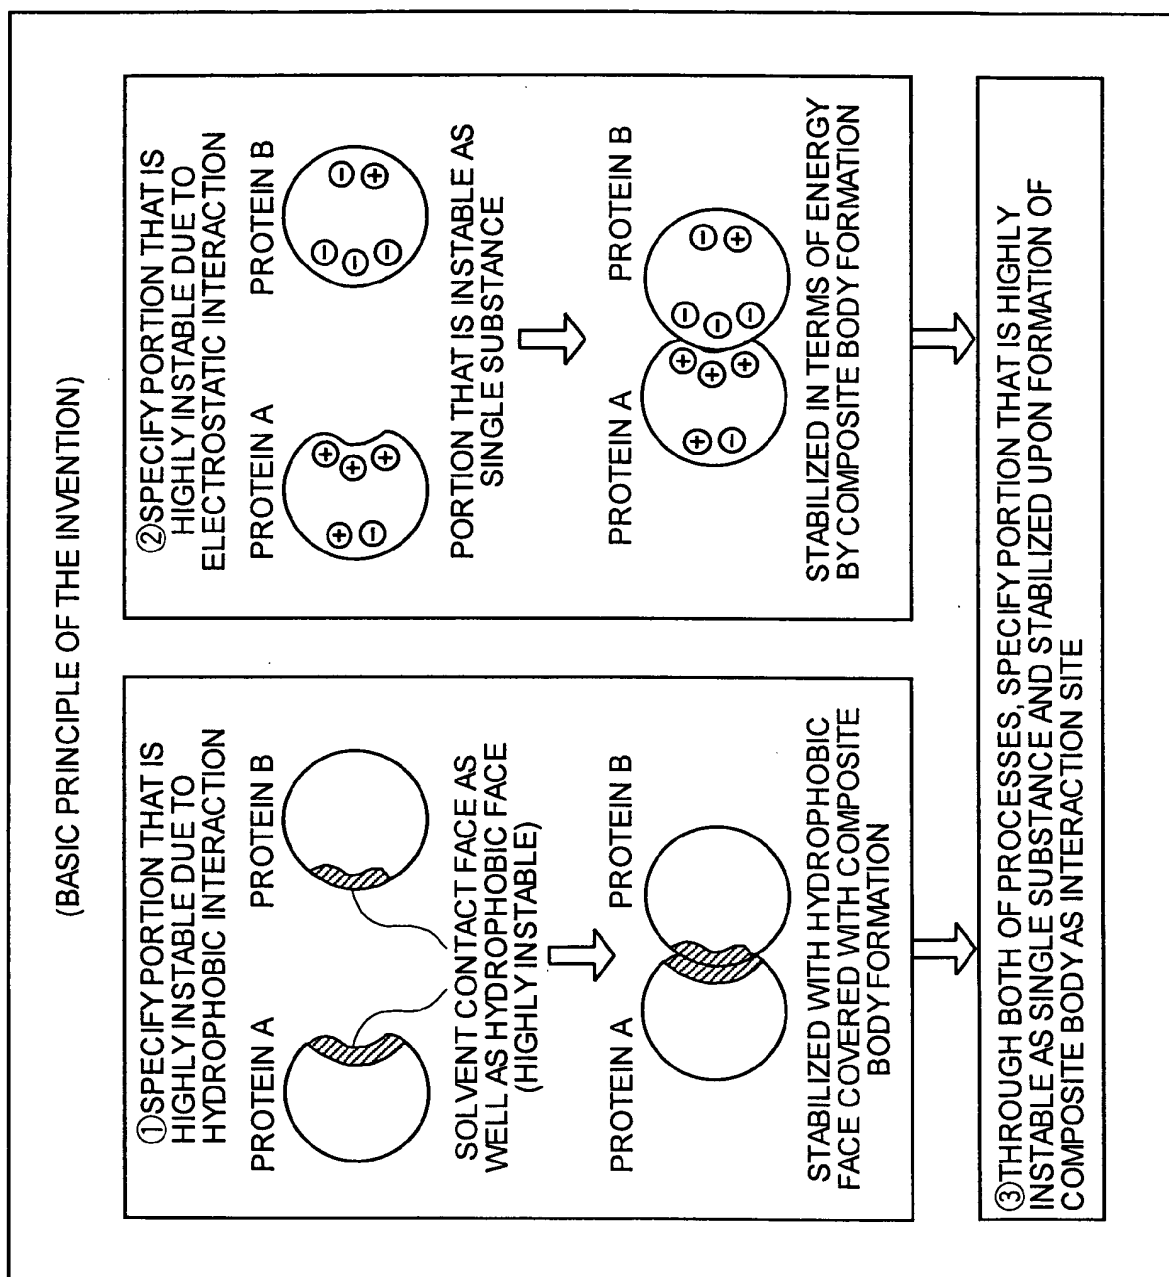 (BASIC PRINCIPLE OF THE INVENTION)
①SPECIFY PORTION THAT IS
HIGHLY INSTABLE DUE TO
HYDROPHOBIC INTERACTION
PROTEIN A
PROTEIN B
SOLVENT CONTACT FACE AS
WELL AS HYDROPHOBIC FACE
(HIGHLY INSTABLE)
PROTEIN A
PROTEIN B
STABILIZED WITH HYDROPHOBIC
FACE COVERED WITH COMPOSITE
BODY FORMATION
②SPECIFY PORTION THAT IS
HIGHLY INSTABLE DUE TO
ELECTROSTATIC INTERACTION
PROTEIN A
PROTEIN B
+ + + + −
− − − − +
PORTION THAT IS INSTABLE AS
SINGLE SUBSTANCE
PROTEIN A
PROTEIN B
+ − + + +
− − − − +
STABILIZED IN TERMS OF ENERGY
BY COMPOSITE BODY FORMATION
③THROUGH BOTH OF PROCESSES, SPECIFY PORTION THAT IS HIGHLY
INSTABLE AS SINGLE SUBSTANCE AND STABILIZED UPON FORMATION OF
COMPOSITE BODY AS INTERACTION SITE